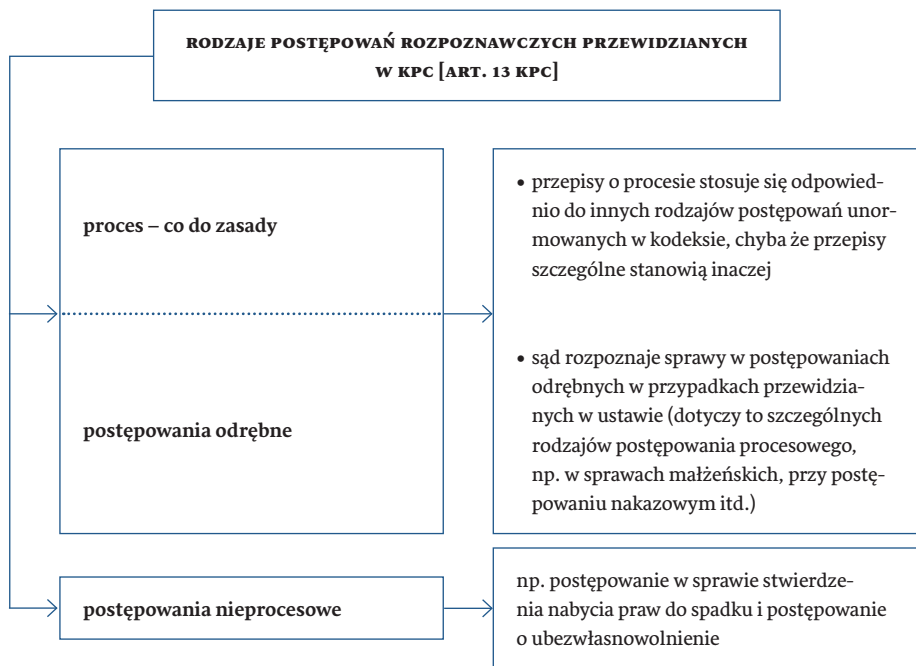 RODZAJE POSTĘPOWAŃ ROZPOZNAWCZYCH PRZEWIDZIANYCH
W KPC [ART. 13 KPC]
proces – co do zasady
• przepisy o procesie stosuje się odpowied-
nio do innych rodzajów postępowań unor-
mowanych w kodeksie, chyba że przepisy
szczególne stanowią inaczej
postępowania odrębne
• sąd rozpoznaje sprawy w postępowaniach
odrębnych w przypadkach przewidzia-
nych w ustawie (dotyczy to szczególnych
rodzajów postępowania procesowego,
np. w sprawach małżeńskich, przy postę-
powaniu nakazowym itd.)
postępowania nieprocesowe
np. postępowanie w sprawie stwierdze-
nia nabycia praw do spadku i postępowanie
o ubezwłasnowolnienie